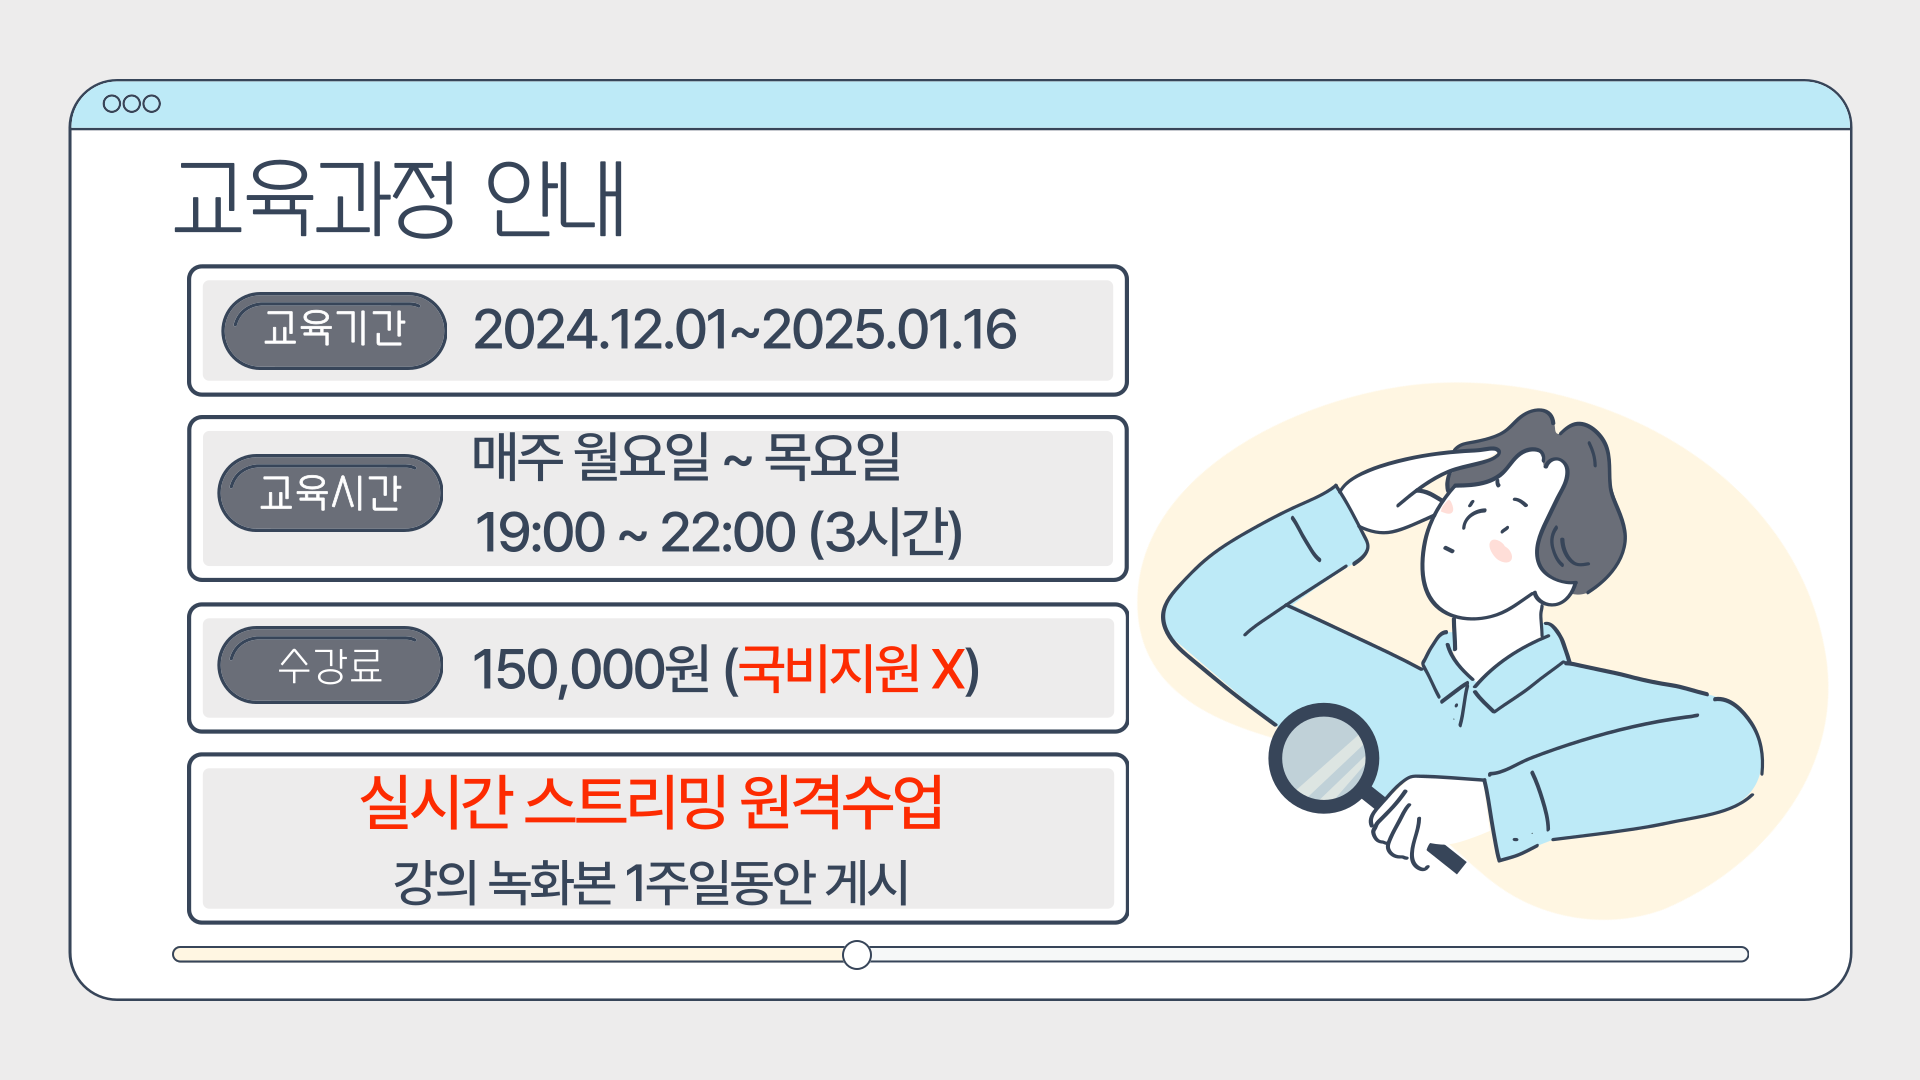 교육과정 안내
교육기간 2024.12.01~2025.01.16
교육시간 매주 월요일 ~ 목요일
19:00 ~ 22:00 (3시간)
수강료 150,000원 (국비지원 X)
실시간 스트리밍 원격수업
강의 녹화본 1주일동안 게시